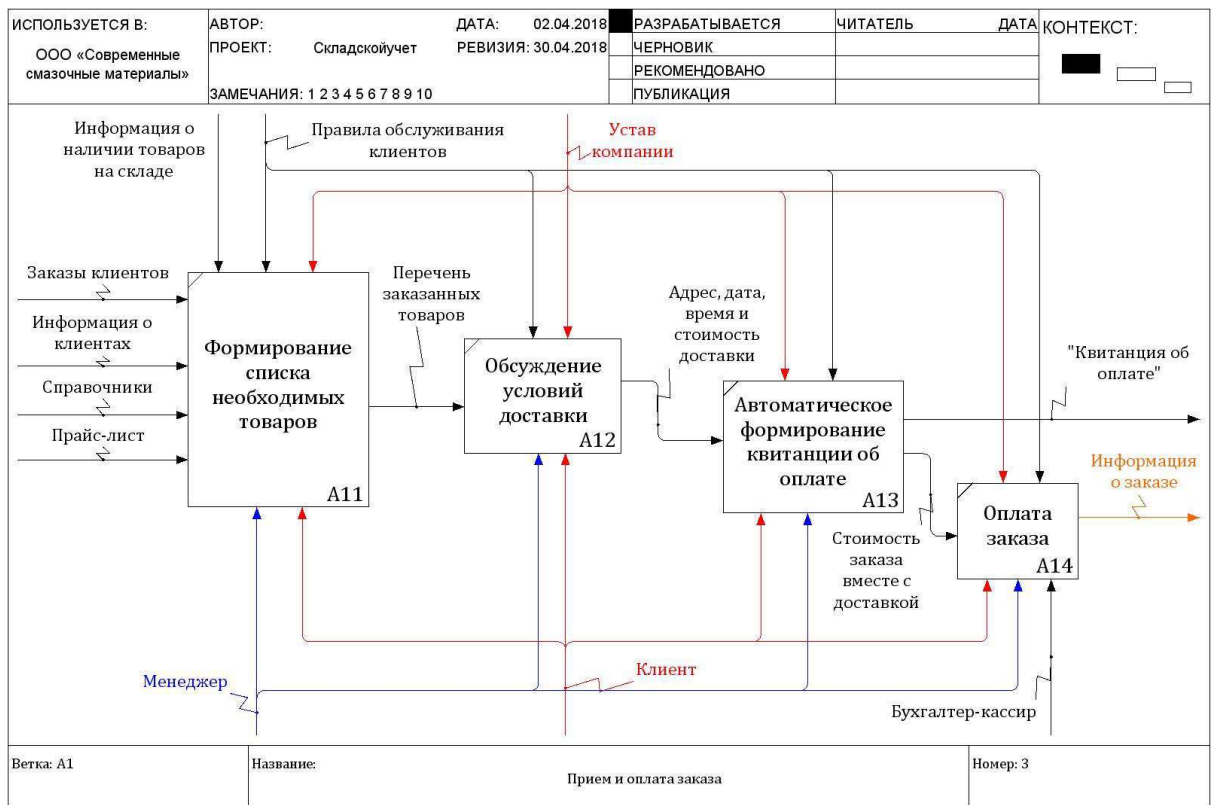 ИСПОЛЬЗУЕТСЯ В:
ООО «Современные
смазочные материалы»
АВТОР:
ДАТА: 02.04.2018
ПРОЕКТ: Складскойучет
РЕВИЗИЯ: 30.04.2018
ЗАМЕЧАНИЯ: 1 2 3 4 5 6 7 8 9 10
РАЗРАБАТЫВАЕТСЯ
ЧЕРНОВИК
РЕКОМЕНДОВАНО
ПУБЛИКАЦИЯ
ЧИТАТЕЛЬ ДАТА
КОНТЕКСТ:
Информация о
наличии товаров
на складе
Правила обслуживания
клиентов
Устав
компании
Заказы клиентов
Информация о
клиентах
Справочники
Прайс-лист
Формирование
списка
необходимых
товаров
A11
Перечень
заказанных
товаров
Обсуждение
условий
доставки
A12
Адрес, дата,
время и
стоимость
доставки
Автоматическое
формирование
квитанции об
оплате
A13
"Квитанция об
оплате"
Стоимость
заказа
вместе с
доставкой
Оплата
заказа
A14
Информация
о заказе
Менеджер
Клиент
Бухгалтер-кассир
Ветка: A1
Название:
Прием и оплата заказа
Номер: 3